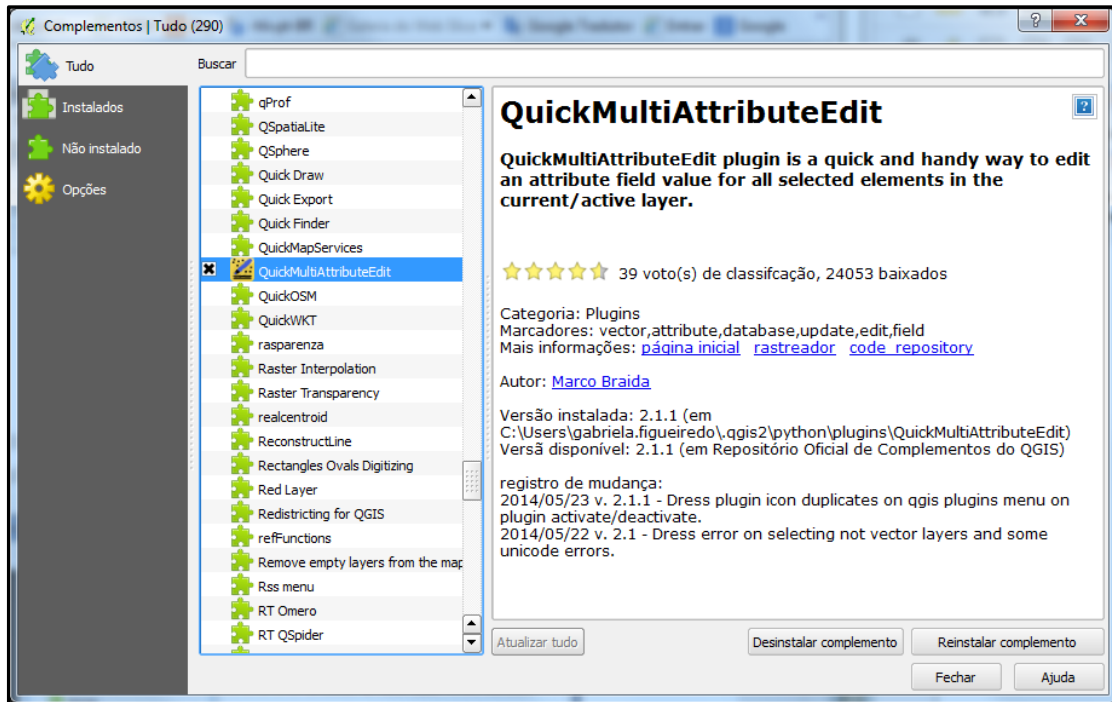 Complementos | Tudo (290)
Tudo
Instalados
Não instalado
Opções
Buscar
qProf
QSpatiaLite
QSphere
Quick Draw
Quick Export
Quick Finder
QuickMapServices
QuickMultiAttributeEdit
QuickOSM
QuickWKT
rasparenza
Raster Interpolation
Raster Transparency
realcentroid
ReconstructLine
Rectangles Ovals Digitizing
Red Layer
Redistricting for QGIS
refFunctions
Remove empty layers from the map
Rss menu
RT Omero
RT QSpider
QuickMultiAttributeEdit
QuickMultiAttributeEdit plugin is a quick and handy way to edit
an attribute field value for all selected elements in the
current/active layer.
39 voto(s) de classifcação, 24053 baixados
Categoria: Plugins
Marcadores: vector,attribute,database,update,edit,field
Mais informações: página inicial rastreador code_repository
Autor: Marco Braida
Versão instalada: 2.1.1 (em
C:\Users\gabriela.figueiredo\.qgis2\python\plugins\QuickMultiAttributeEdit)
Versã disponível: 2.1.1 (em Repositório Oficial de Complementos do QGIS)
registro de mudança:
2014/05/23 v. 2.1.1 - Dress plugin icon duplicates on qgis plugins menu on
plugin activate/deactivate.
2014/05/22 v. 2.1 - Dress error on selecting not vector layers and some
unicode errors.
Atualizar tudo
Desinstalar complemento
Reinstalar complemento
Fechar
Ajuda